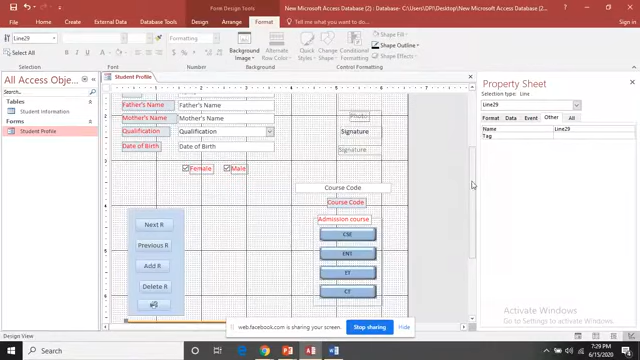 Form Design Tools
New Microsoft Access Database (2) : Database- C:\Users\DPI\Desktop\New Microsoft Access Database (2).
File Home Create External Data Database Tools Design Arrange Format Tell me what you want to do...
Sign in
Line29
Select All
Formatting
Background Image
Alternate Row Color
Quick Styles
Change Shape
Conditional Formatting
Shape Fill
Shape Outline
Shape Effects
Selection Font Number Background Control Formatting
All Access Obje...
Search...
Tables
Student Information
Forms
Student Profile
Student Profile
Father's Name Father's Name
Mother's Name Mother's Name
Qualification Qualification
Date of Birth Date of Birth
Photo
Signature
Signature
Female Male
Course Code
Course Code
Admission course
CSE
ENT
ET
CT
Next R
Previous R
Add R
Delete R
Property Sheet
Selection type: Line
Line29
Format Data Event Other All
Name Line29
Tag
Activate Windows
Go to Settings to activate Windows.
web.facebook.com is sharing your screen.
Stop sharing
Hide
Design View
Search
7:29 PM
6/15/2020